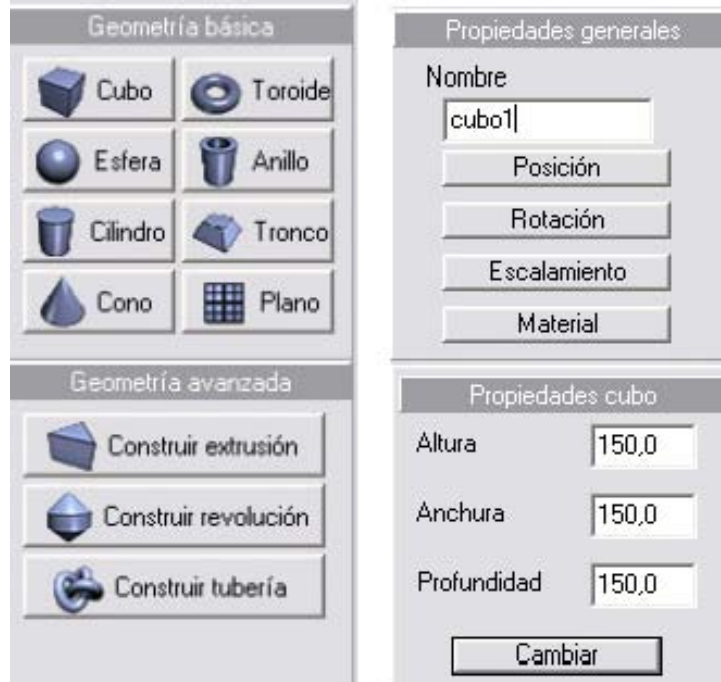 Geometría básica
Cubo
Toroide
Esfera
Anillo
Cilindro
Tronco
Cono
Plano
Geometría avanzada
Construir extrusión
Construir revolución
Construir tubería
Propiedades generales
Nombre
cubo1
Posición
Rotación
Escalamiento
Material
Propiedades cubo
Altura 150,0
Anchura 150,0
Profundidad 150,0
Cambiar